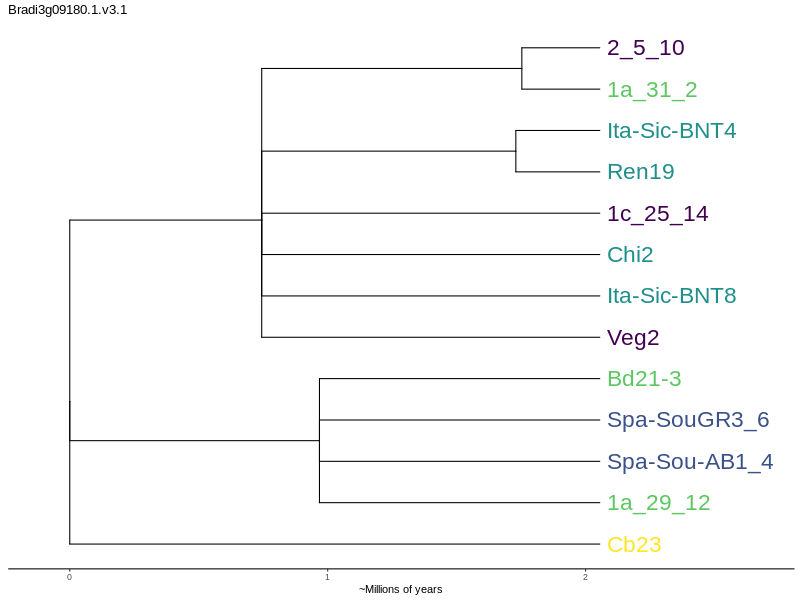 Bradi3g09180.1.v3.1
2_5_10
1a_31_2
Ita-Sic-BNT4
Ren19
1c_25_14
Chi2
Ita-Sic-BNT8
Veg2
Bd21-3
Spa-SouGR3_6
Spa-Sou-AB1_4
1a_29_12
Cb23
0 1 2
~Millions of years